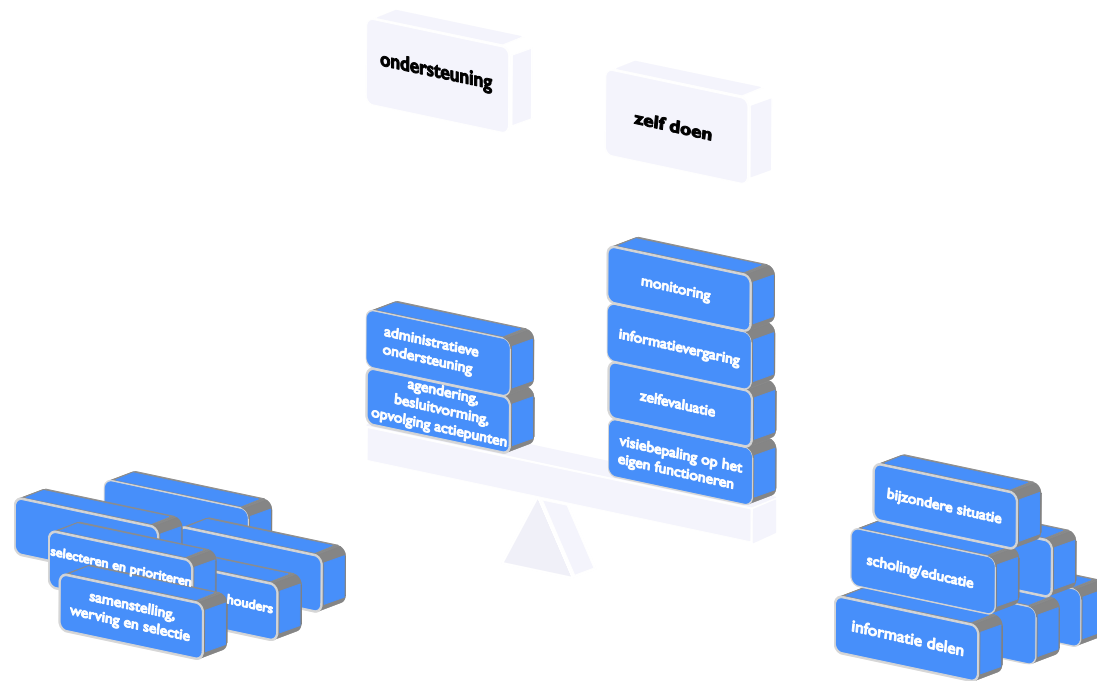 ondersteuning
zelf doen
monitoring
informatievergaring
zelfevaluatie
visiebepaling op het
eigen functioneren
administratieve
ondersteuning
agendering,
besluitvorming,
opvolging actiepunten
selecteren en prioriteren
houders
samenstelling,
werving en selectie
bijzondere situatie
scholing/educatie
informatie delen